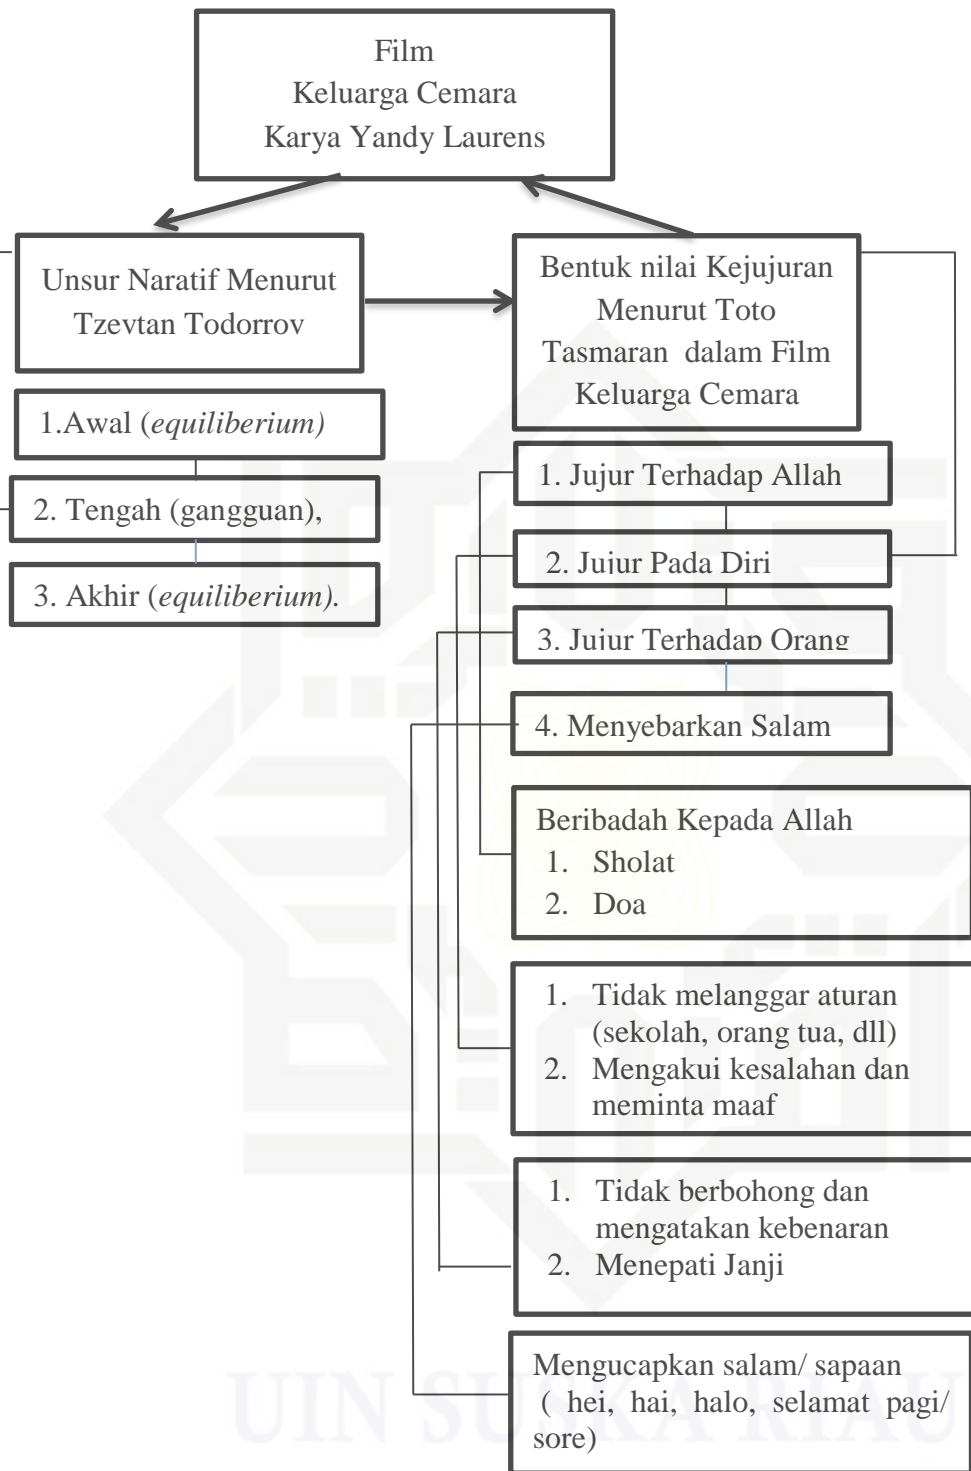 Film
Keluarga Cemara
Karya Yandy Laurens
Unsur Naratif Menurut
Tzevtan Todorrov
Bentuk nilai Kejujuran
Menurut Toto
Tasmaran dalam Film
Keluarga Cemara
1.Awal (equiliberium)
2. Tengah (gangguan),
3. Akhir (equiliberium).
1. Jujur Terhadap Allah
2. Jujur Pada Diri
3. Jujur Terhadap Orang
4. Menyebarkan Salam
Beribadah Kepada Allah
1. Sholat
2. Doa
1. Tidak melanggar aturan
(sekolah, orang tua, dll)
2. Mengakui kesalahan dan
meminta maaf
1. Tidak berbohong dan
mengatakan kebenaran
2. Menepati Janji
Mengucapkan salam/ sapaan
( hei, hai, halo, selamat pagi/
sore)
UIN SUSKA RIAU